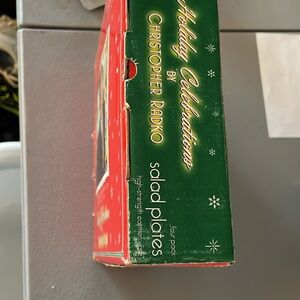 Holiday Celebrations
BY
CHRISTOPHER RADKO
salad plates
four pack